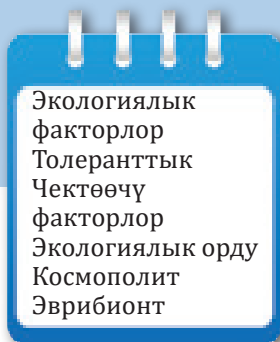 Экологиялык
факторлор
Толеранттык
Чектөөчү
факторлор
Экологиялык орду
Космополит
Эврибионт